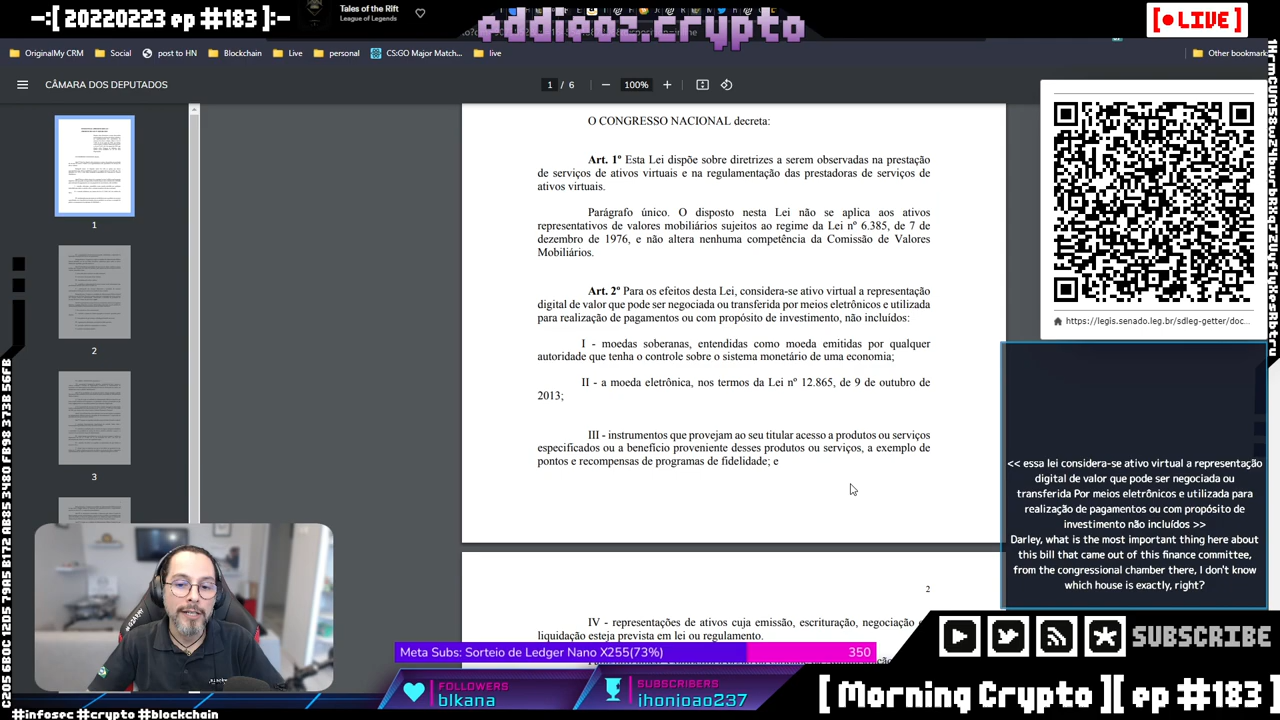 -:[ 20220223 ep #183 ]:-
Tales of the Rift
League of Legends
eddieoz.crypto
[● LIVE]
OriginalMy CRM
Social
post to HN
Blockchain
Live
personal
CS:GO Major Match...
live
Other bookmark
CÂMARA DOS DEPUTADOS
1 / 6
100%
O CONGRESSO NACIONAL decreta:
Art. 1º Esta Lei dispõe sobre diretrizes a serem observadas na prestação
de serviços de ativos virtuais e na regulamentação das prestadoras de serviços de
ativos virtuais.
Parágrafo único. O disposto nesta Lei não se aplica aos ativos
representativos de valores mobiliários sujeitos ao regime da Lei nº 6.385, de 7 de
dezembro de 1976, e não altera nenhuma competência da Comissão de Valores
Mobiliários.
Art. 2º Para os efeitos desta Lei, considera-se ativo virtual a representação
digital de valor que pode ser negociada ou transferida por meios eletrônicos e utilizada
para realização de pagamentos ou com propósito de investimento, não incluídos:
I - moedas soberanas, entendidas como moeda emitidas por qualquer
autoridade que tenha o controle sobre o sistema monetário de uma economia;
II - a moeda eletrônica, nos termos da Lei nº 12.865, de 9 de outubro de
2013;
III - instrumentos que provejam ao seu titular acesso a produtos ou serviços
especificados ou a benefício proveniente desses produtos ou serviços, a exemplo de
pontos e recompensas de programas de fidelidade; e
2
IV - representações de ativos cuja emissão, escrituração, negociação
liquidação esteja prevista em lei ou regulamento.
1
2
3
https://legis.senado.leg.br/sdleg-getter/doc...
<< essa lei considera-se ativo virtual a representação
digital de valor que pode ser negociada ou
transferida Por meios eletrônicos e utilizada para
realização de pagamentos ou com propósito de
investimento não incluídos >>
Darley, what is the most important thing here about
this bill that came out of this finance committee,
from the congressional chamber there, I don't know
which house is exactly, right?
Meta Subs: Sorteio de Ledger Nano X
255(73%)
350
FOLLOWERS
blkana
SUBSCRIBERS
jhonjoao237
SUBSCRIBE
[ Morning Crypto ][ ep #183 ]
#crypto #blockchain